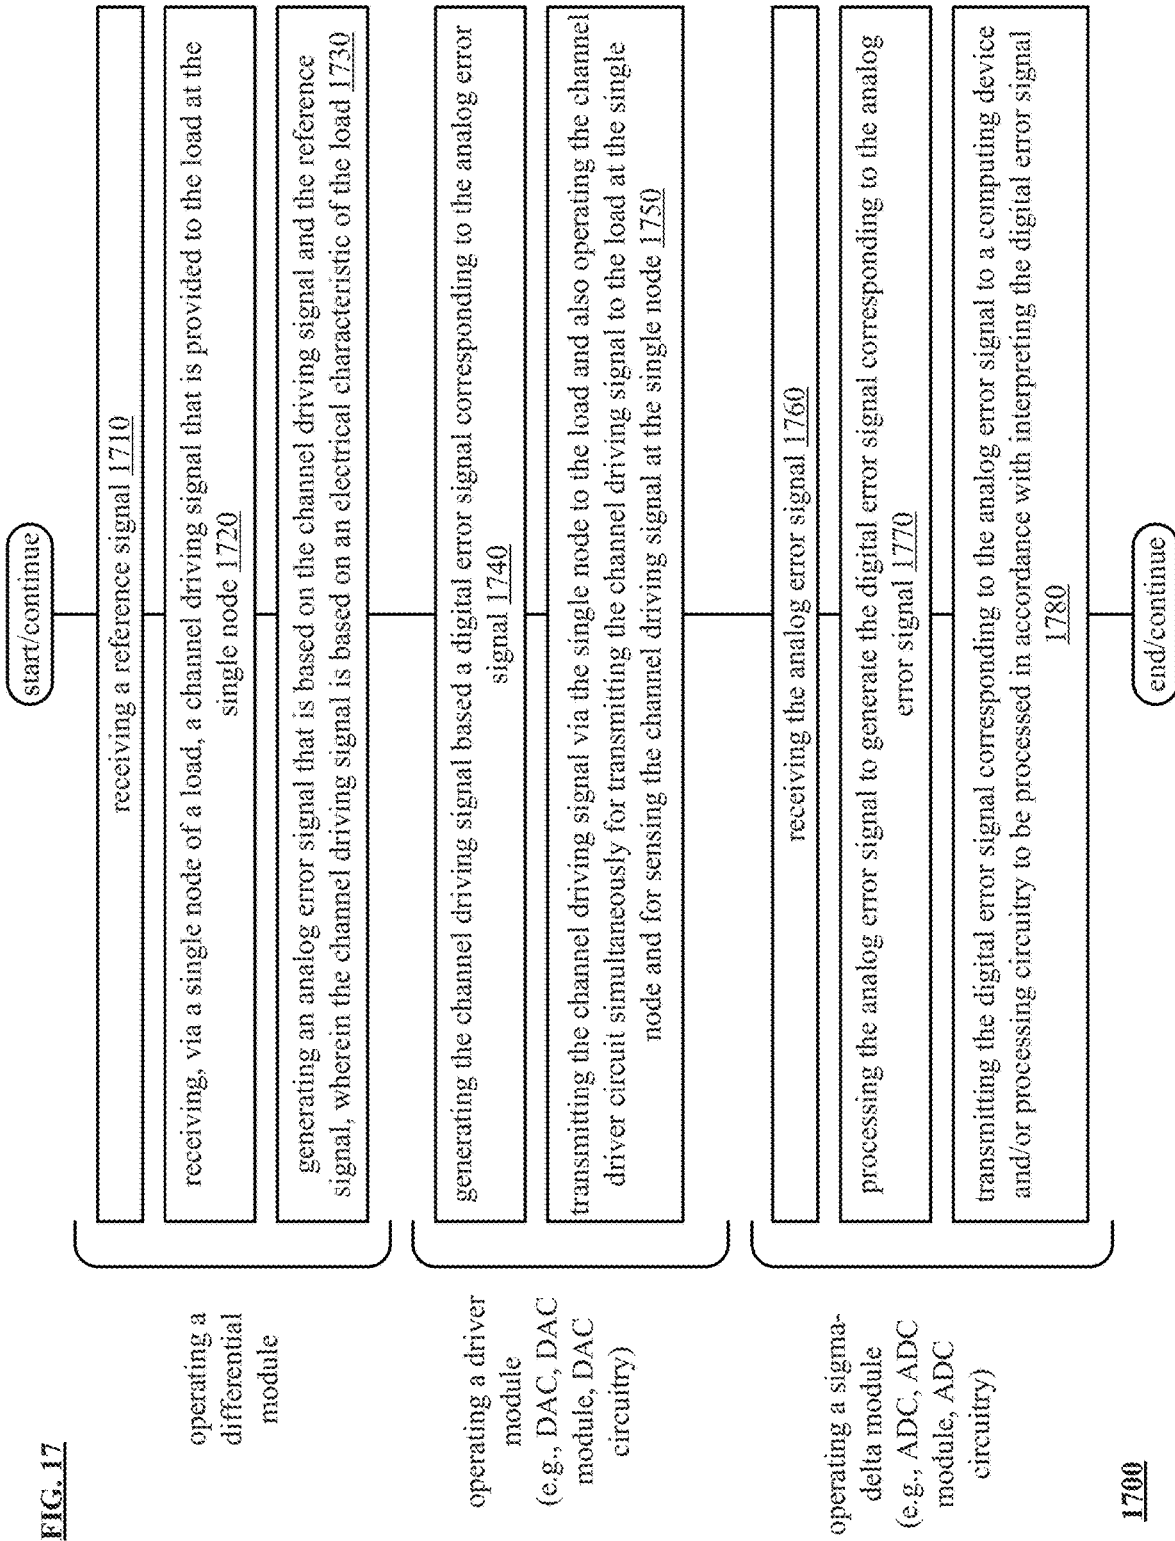 FIG. 17
start/continue
operating a
differential
module
receiving a reference signal 1710
receiving, via a single node of a load, a channel driving signal that is provided to the load at the
single node 1720
generating an analog error signal that is based on the channel driving signal and the reference
signal, wherein the channel driving signal is based on an electrical characteristic of the load 1730
operating a driver
module
(e.g., DAC, DAC
module, DAC
circuitry)
generating the channel driving signal based a digital error signal corresponding to the analog error
signal 1740
transmitting the channel driving signal via the single node to the load and also operating the channel
driver circuit simultaneously for transmitting the channel driving signal to the load at the single
node and for sensing the channel driving signal at the single node 1750
operating a sigma-
delta module
(e.g., ADC, ADC
module, ADC
circuitry)
receiving the analog error signal 1760
processing the analog error signal to generate the digital error signal corresponding to the analog
error signal 1770
transmitting the digital error signal corresponding to the analog error signal to a computing device
and/or processing circuitry to be processed in accordance with interpreting the digital error signal
1780
end/continue
1700